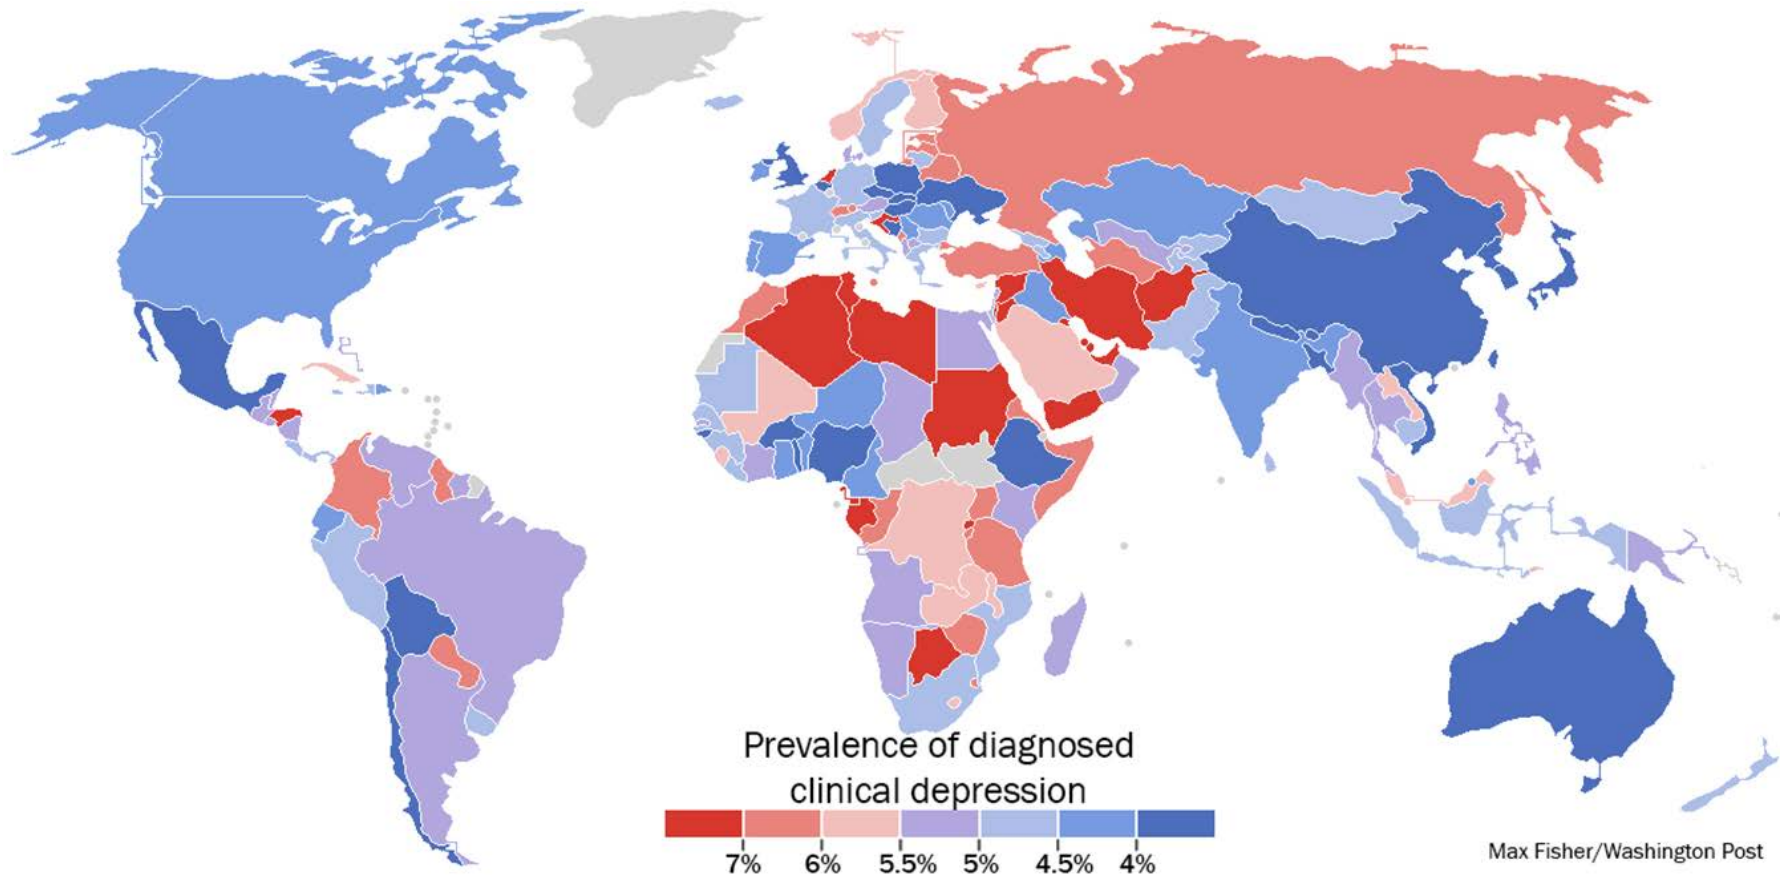 Prevalence of diagnosed
clinical depression
7% 6% 5.5% 5% 4.5% 4%
Max Fisher/Washington Post